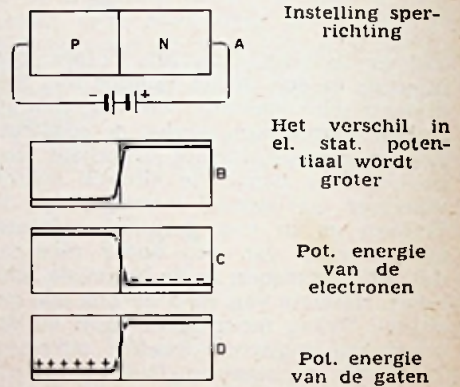 Instelling sper-
richting
P N A
- +
Het verschil in
el. stat. poten-
tiaal wordt
groter
B
Pot. energie
van de
electronen
C
- - - - - -
D
+ + + + + + +
Pot. energie
van de gaten